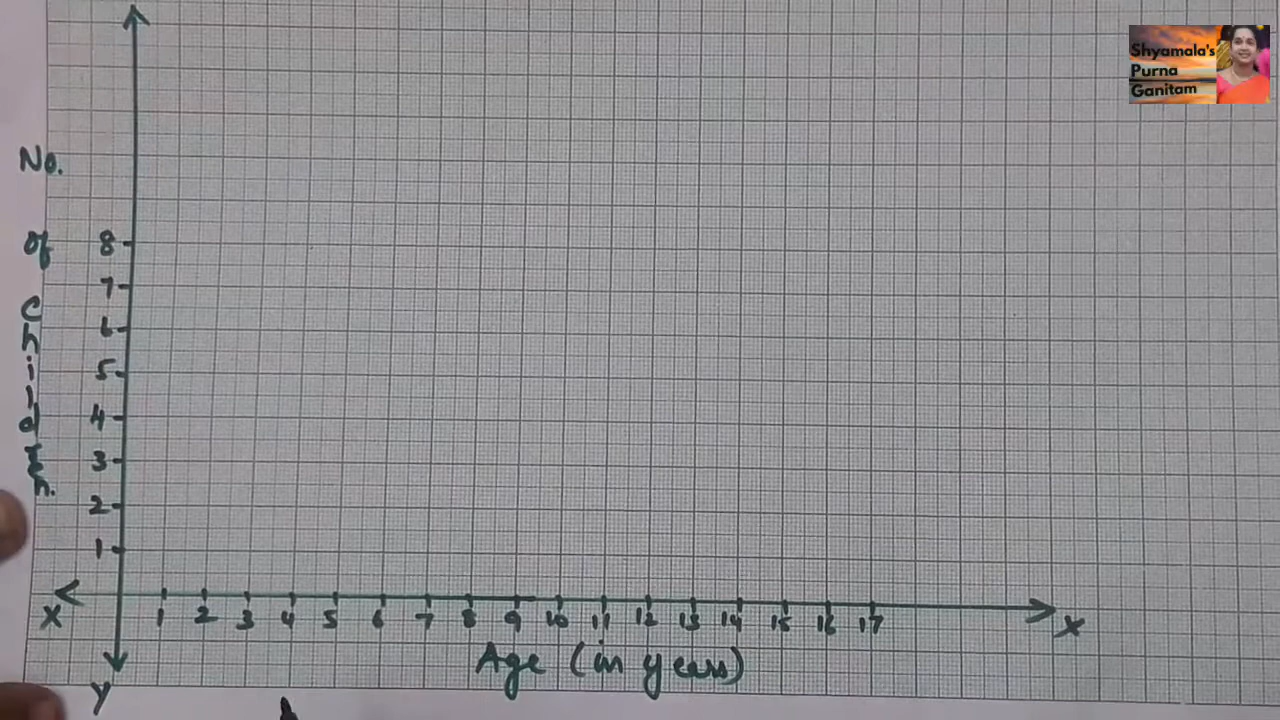 Shyamala's
Purna
Ganitam
No.
of
Children.
8
7
6
5
4
3
2
1
X
1 2 3 4 5 6 7 8 9 10 11 12 13 14 15 16 17
X
Age (in years)
Y